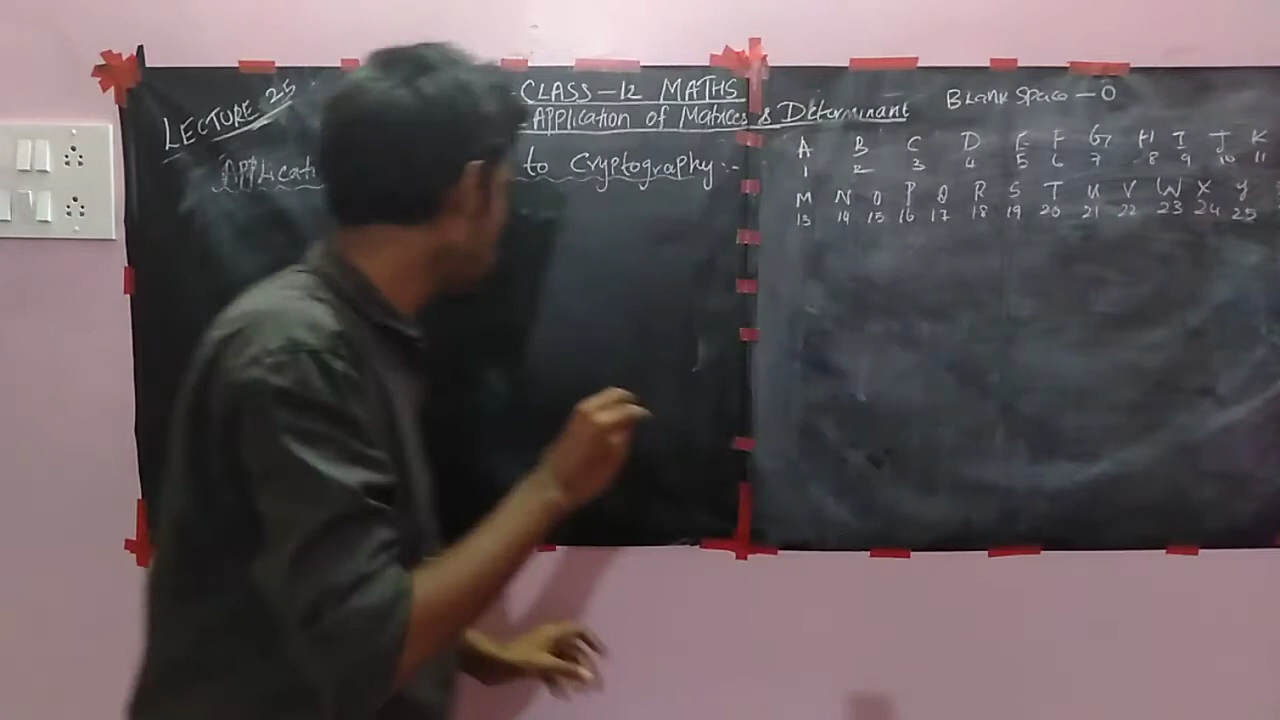 LECTURE 25
CLASS-12 MATHS
Application of Matrices & Determinant
to Cryptography :-
Blank Space - 0
A B C D E F G H I J K
1 2 3 4 5 6 7 8 9 10 11
M N O P Q R S T U V W X Y
13 14 15 16 17 18 19 20 21 22 23 24 25